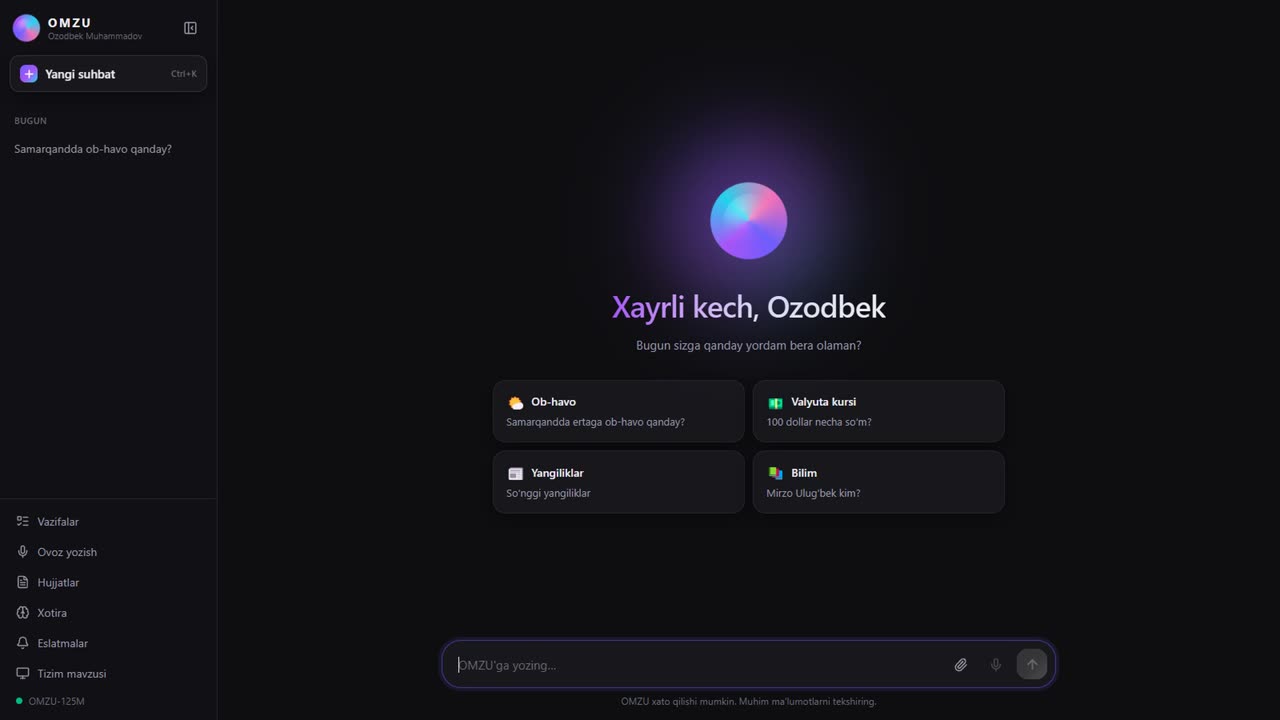 OMZU
Ozodbek Muhammadov
Yangi suhbat
Ctrl+K
BUGUN
Samarqandda ob-havo qanday?
Vazifalar
Ovoz yozish
Hujjatlar
Xotira
Eslatmalar
Tizim mavzusi
OMZU-125M
Xayrli kech, Ozodbek
Bugun sizga qanday yordam bera olaman?
Ob-havo
Samarqandda ertaga ob-havo qanday?
Valyuta kursi
100 dollar necha so'm?
Yangiliklar
So'nggi yangiliklar
Bilim
Mirzo Ulug'bek kim?
OMZU'ga yozing...
OMZU xato qilishi mumkin. Muhim ma'lumotlarni tekshiring.